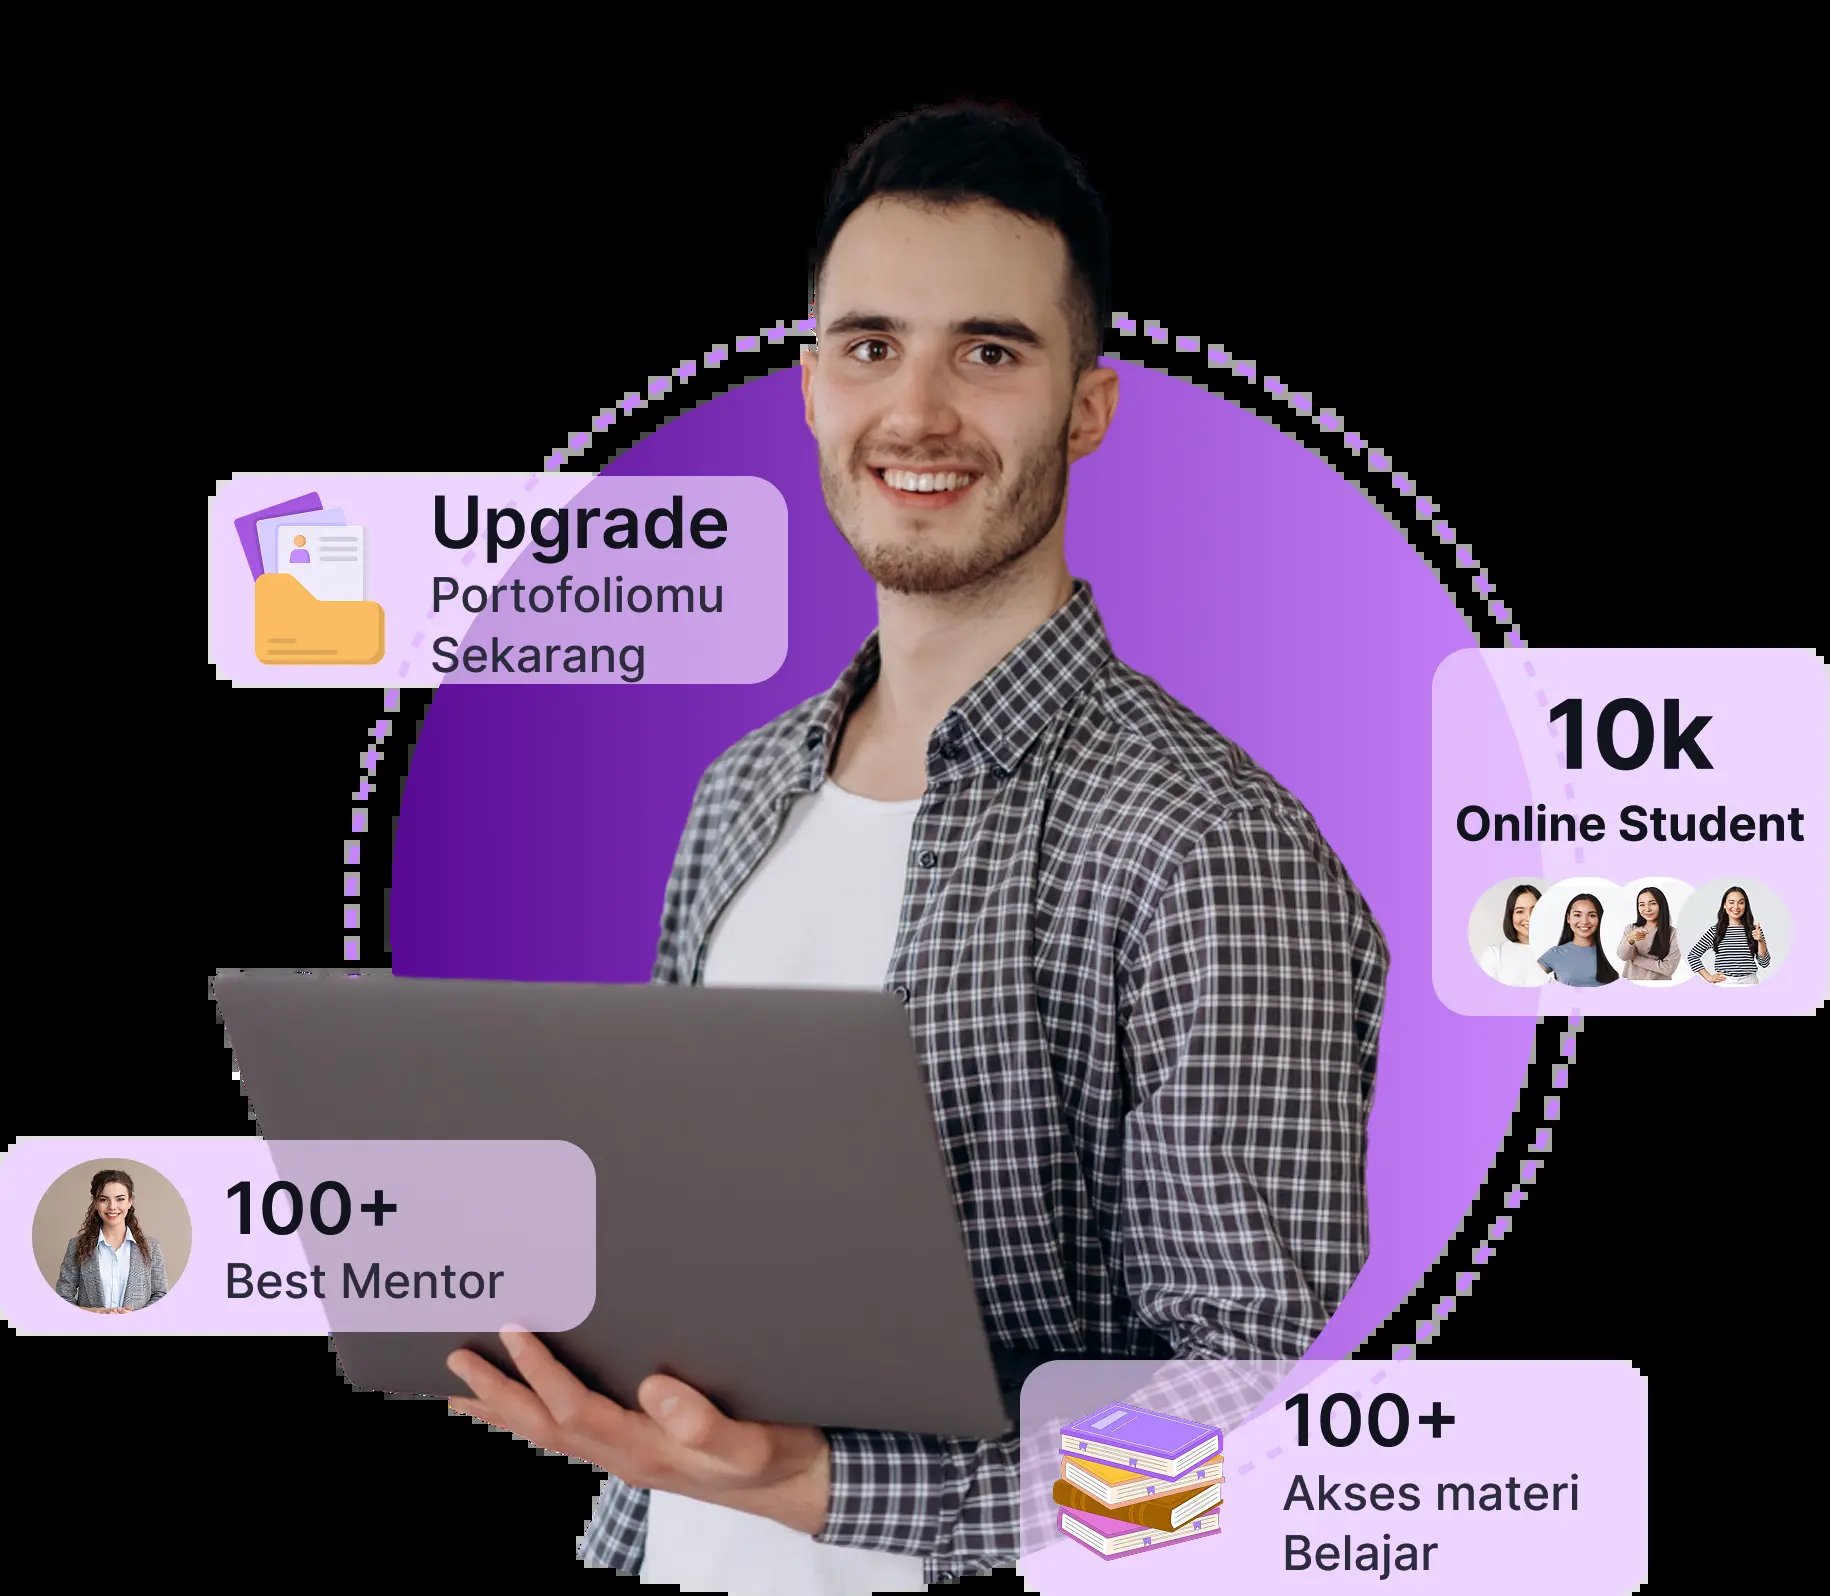 Upgrade
Portofoliomu
Sekarang
10k
Online Student
100+
Best Mentor
100+
Akses materi
Belajar